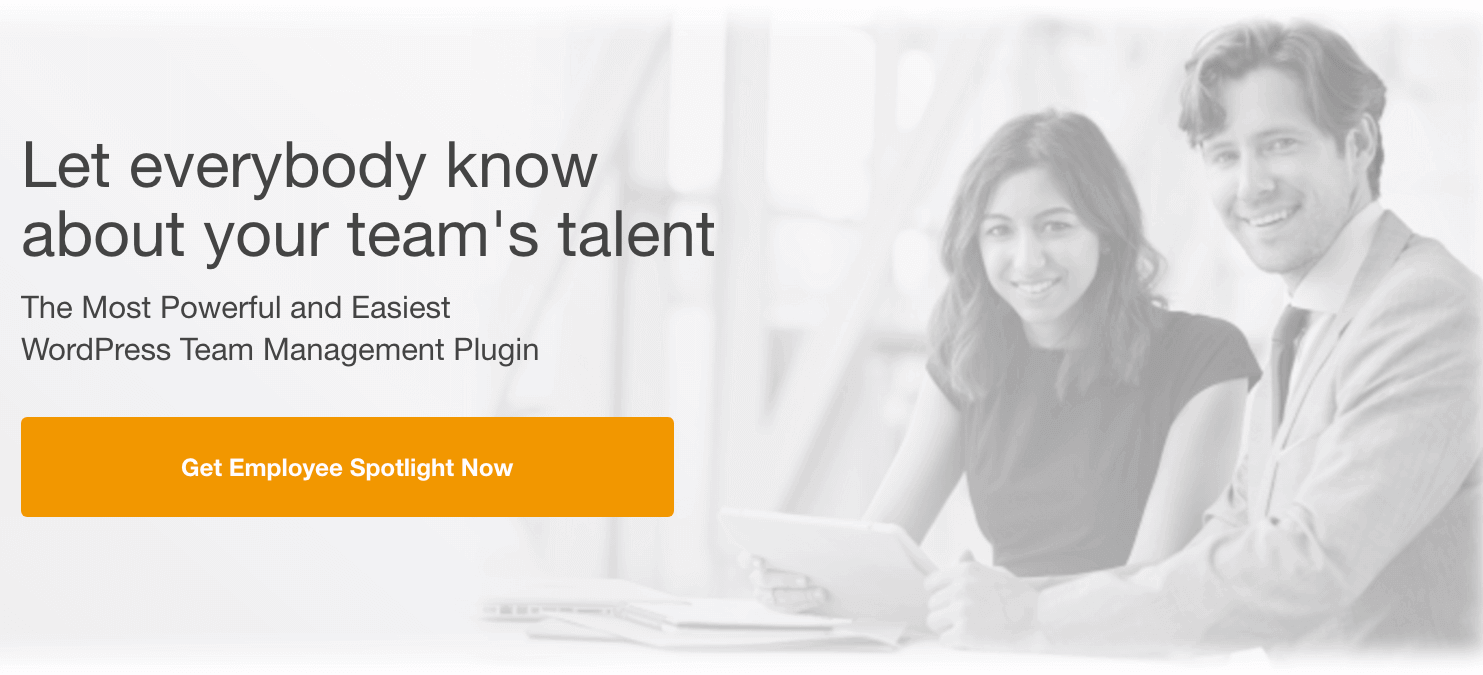 Let everybody know
about your team's talent
The Most Powerful and Easiest
WordPress Team Management Plugin
Get Employee Spotlight Now